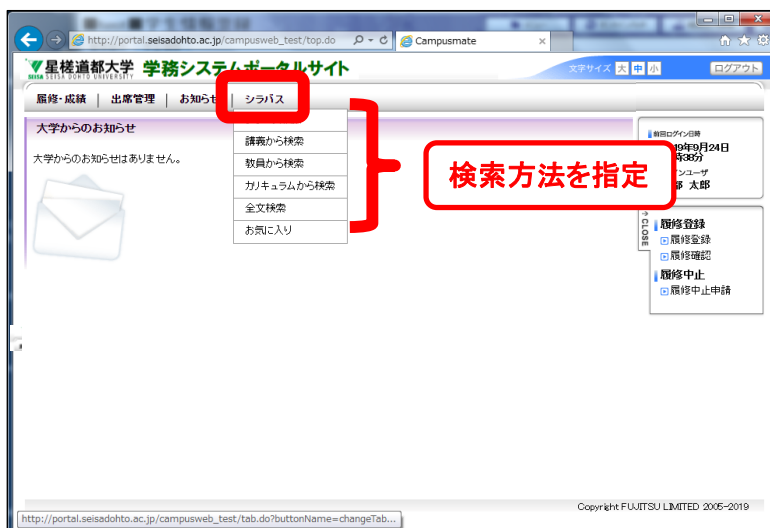 http://portal.seisadohto.ac.jp/campusweb_test/top.do
Campusmate
星槎道都大学 学務システムポータルサイト
SEISA DOHTO UNIVERSITY
文字サイズ 大 中 小
ログアウト
履修・成績 | 出席管理 | お知らせ シラバス
大学からのお知らせ
大学からのお知らせはありません。
講義から検索
教員から検索
カリキュラムから検索
全文検索
お気に入り
検索方法を指定
前回ログイン日時
19年9月24日
時38分
インユーザ
部 太郎
CLOSE
履修登録
履修登録
履修確認
履修中止
履修中止申請
Copyright FUJITSU LIMITED 2005-2019
http://portal.seisadohto.ac.jp/campusweb_test/tab.do?buttonName=changeTab...